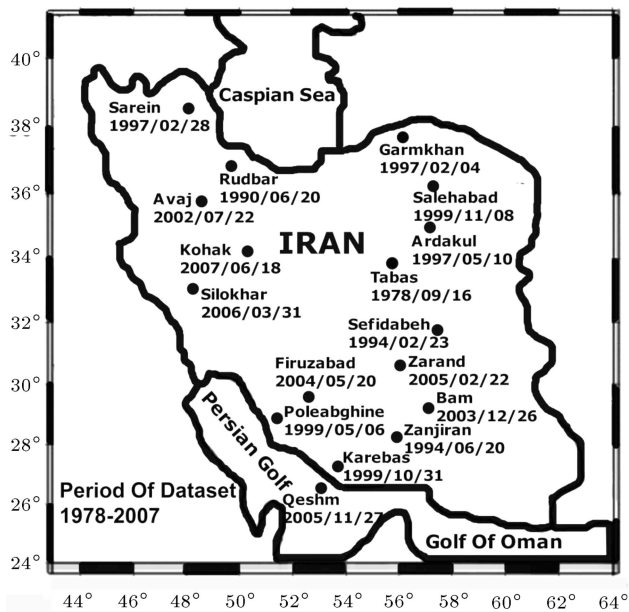 40°
38°
36°
34°
32°
30°
28°
26°
24°
Caspian Sea
Sarein
1997/02/28
Garmkhan
1997/02/04
Rudbar
1990/06/20
Salehabad
1999/11/08
Avaj
2002/07/22
Ardakul
1997/05/10
Kohak
2007/06/18
IRAN
Tabas
1978/09/16
Silokhar
2006/03/31
Sefidabeh
1994/02/23
Firuzabad
2004/05/20
Zarand
2005/02/22
Bam
2003/12/26
Poleabghine
1999/05/06
Zanjiran
1994/06/20
Persian Golf
Karebas
1999/10/31
Qeshm
2005/11/27
Period Of Dataset
1978-2007
Golf Of Oman
44° 46° 48° 50° 52° 54° 56° 58° 60° 62° 64°